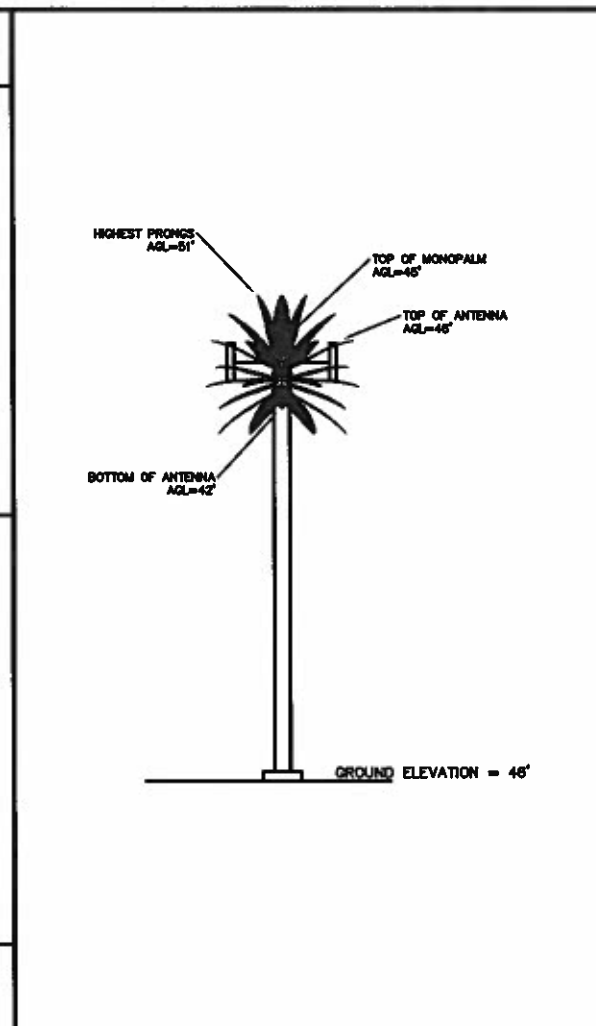 HIGHEST PRONGS
AGL=51'
TOP OF MONOPALM
AGL=45'
TOP OF ANTENNA
AGL=46'
BOTTOM OF ANTENNA
AGL=42'
GROUND ELEVATION = 46'